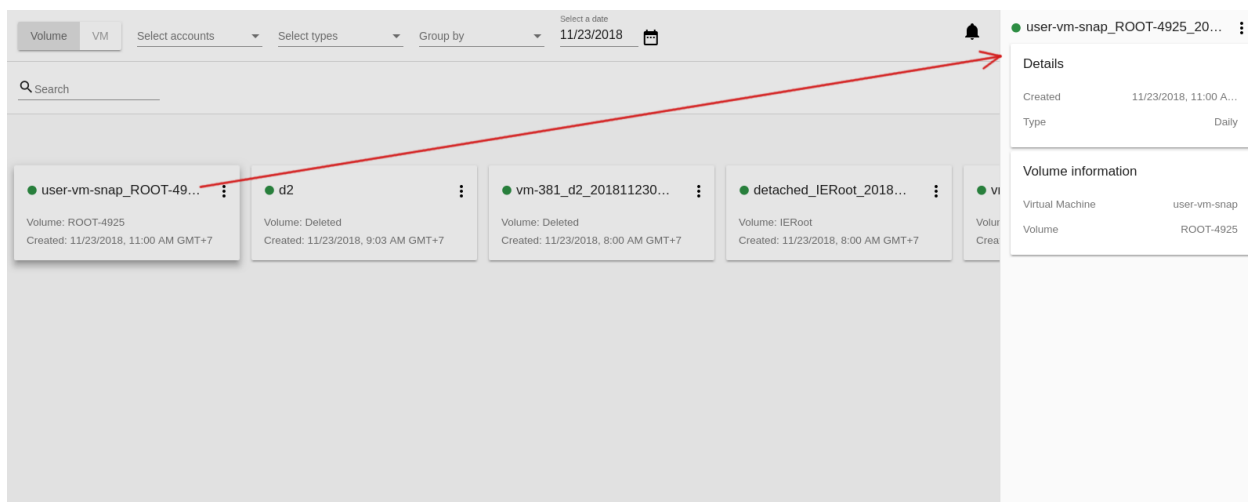 Volume
VM
Select accounts
Select types
Group by
Select a date
11/23/2018
Search
user-vm-snap_ROOT-49...
Volume: ROOT-4925
Created: 11/23/2018, 11:00 AM GMT+7
d2
Volume: Deleted
Created: 11/23/2018, 9:03 AM GMT+7
vm-381_d2_201811230...
Volume: Deleted
Created: 11/23/2018, 8:00 AM GMT+7
detached_IERoot_2018...
Volume: IERoot
Created: 11/23/2018, 8:00 AM GMT+7
user-vm-snap_ROOT-4925_20...
Details
Created 11/23/2018, 11:00 A...
Type Daily
Volume information
Virtual Machine user-vm-snap
Volume ROOT-4925